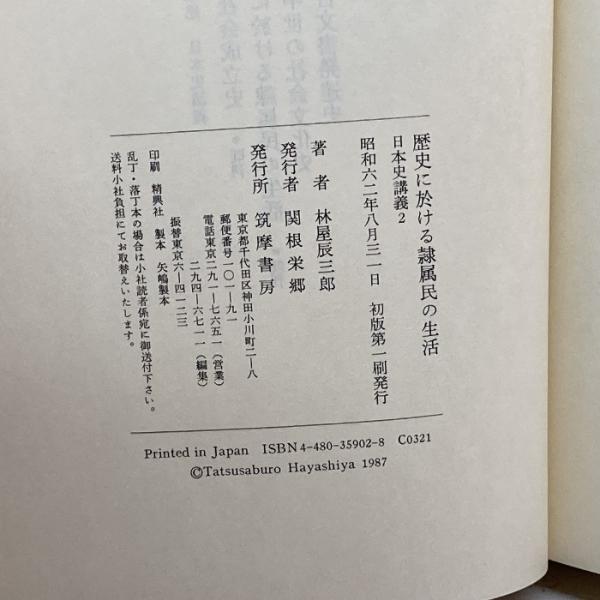 歴史に於ける隷属民の生活
日本史講義2
昭和六二年八月三一日 初版第一刷発行
著者 林屋辰三郎
発行者 関根栄郷
発行所 筑摩書房
東京都千代田区神田小川町二―八
郵便番号一〇一―九一
電話東京二九一―七六五一(営業)
二九四―六七一一(編集)
振替東京六―四一二三
印刷 精興社 製本 矢嶋製本
乱丁・落丁本の場合は小社読者係宛に御送付下さい。
送料小社負担にてお取替えいたします。
Printed in Japan ISBN4-480-35902-8 C0321
©Tatsusaburo Hayashiya 1987